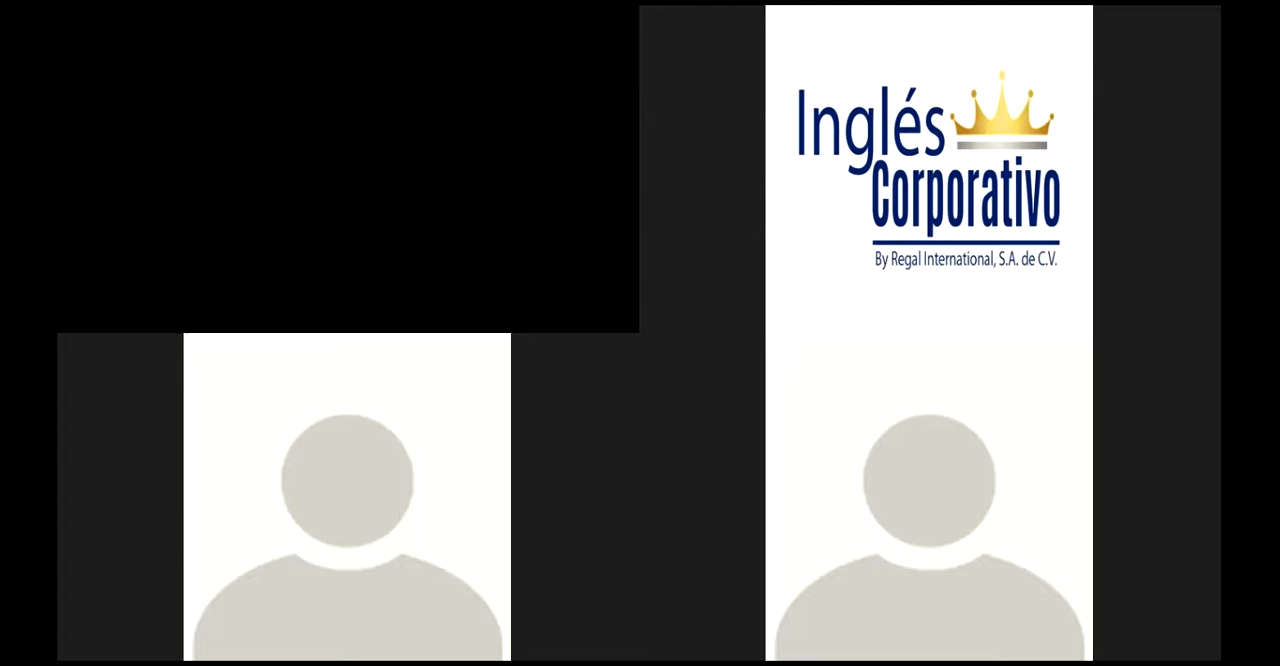 Inglés
Corporativo
By Regal International, S.A. de C.V.